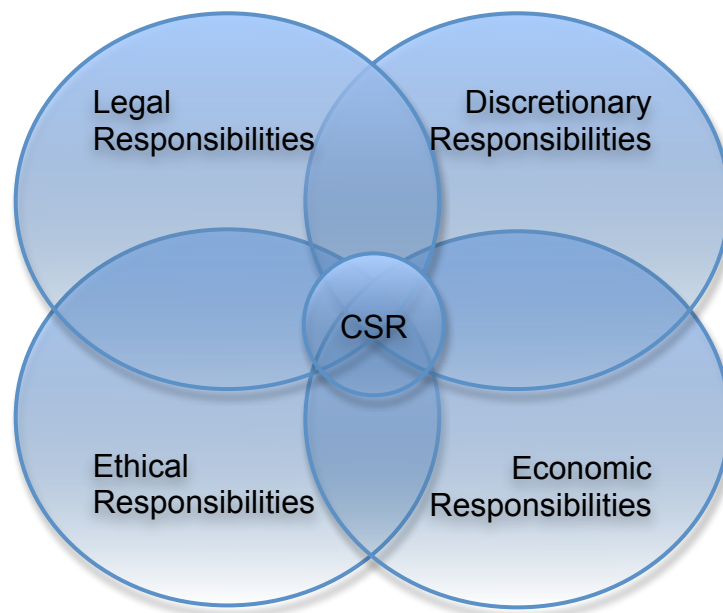 Legal
Responsibilities
Discretionary
Responsibilities
CSR
Ethical
Responsibilities
Economic
Responsibilities